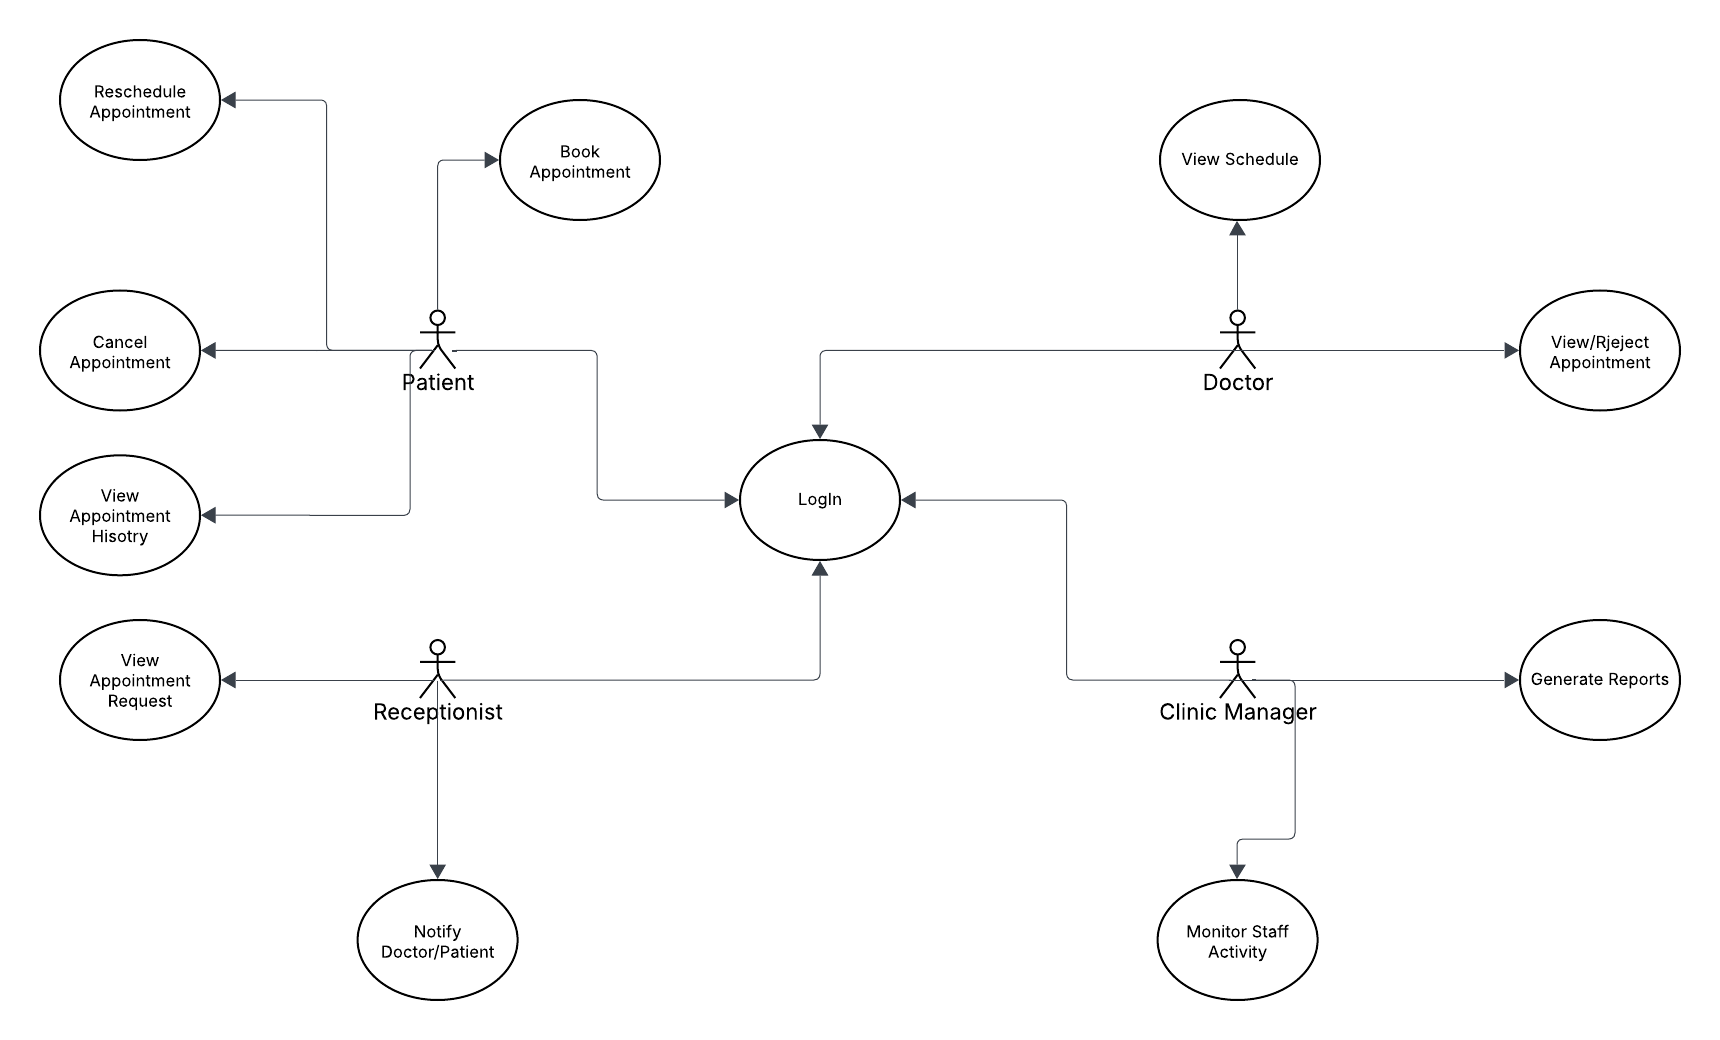 Reschedule
Appointment
Book
Appointment
View Schedule
Cancel
Appointment
Patient
Doctor
View/Rjeject
Appointment
View
Appointment
Hisotry
LogIn
View
Appointment
Request
Receptionist
Clinic Manager
Generate Reports
Notify
Doctor/Patient
Monitor Staff
Activity